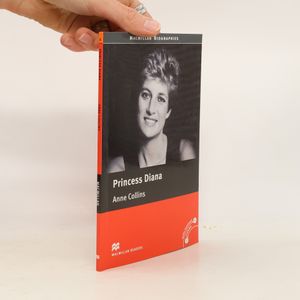 MACMILLAN BIOGRAPHIES
Princess Diana
Anne Collins
MACMILLAN READERS